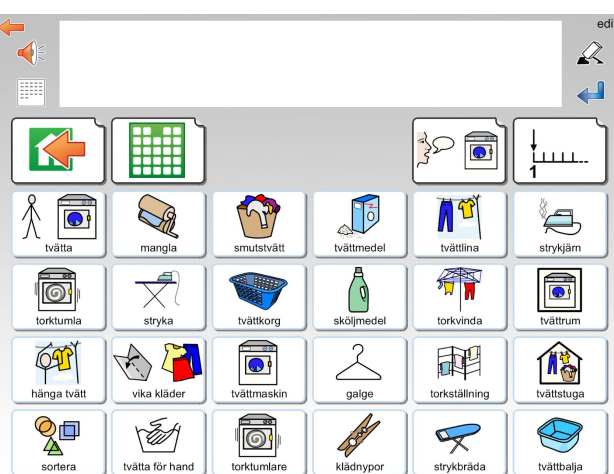 edi
1
tvätta
mangla
smutstvätt
tvättmedel
tvättlina
strykjärn
torktumla
stryka
tvättkorg
sköljmedel
torkvinda
tvättrum
hänga tvätt
vika kläder
tvättmaskin
galge
torkställning
tvättstuga
sortera
tvätta för hand
torktumlare
klädnypor
strykbräda
tvättbalja